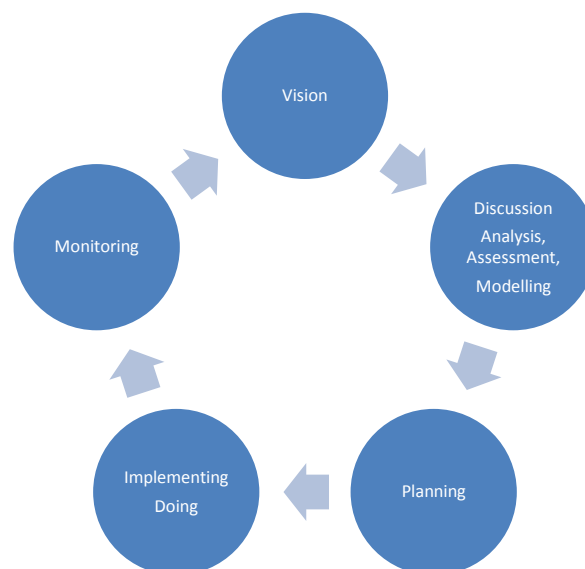 Vision
Discussion
Analysis,
Assessment,
Modelling
Planning
Implementing
Doing
Monitoring